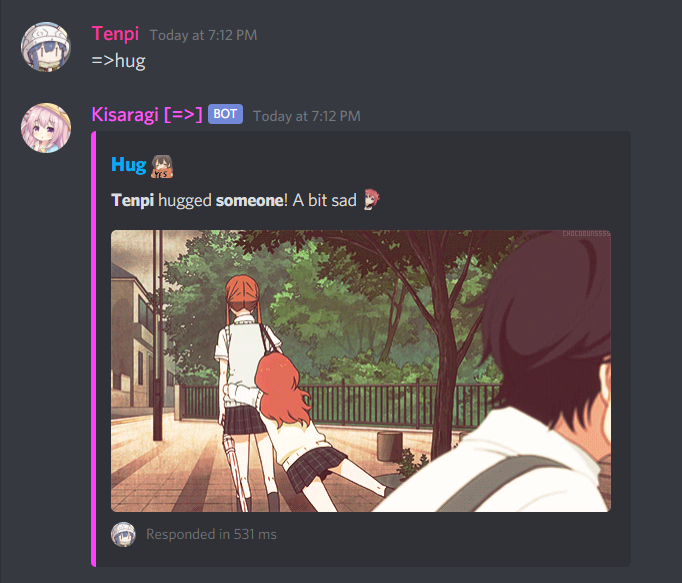 Tenpi Today at 7:12 PM
=>hug
Kisaragi [=>] BOT Today at 7:12 PM
Hug YES
Tenpi hugged someone! A bit sad
Responded in 531 ms